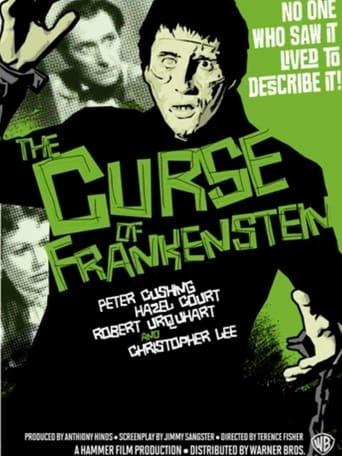 NO ONE
WHO SAW IT
LIVED TO
DESCRIBE IT!
THE
CURSE
OF
FRANKENSTEIN
PETER CUSHING
HAZEL COURT
ROBERT URQUHART
AND
CHRISTOPHER LEE
PRODUCED BY ANTHONY HINDS • SCREENPLAY BY JIMMY SANGSTER • DIRECTED BY TERENCE FISHER
A HAMMER FILM PRODUCTION • DISTRIBUTED BY WARNER BROS.
WB